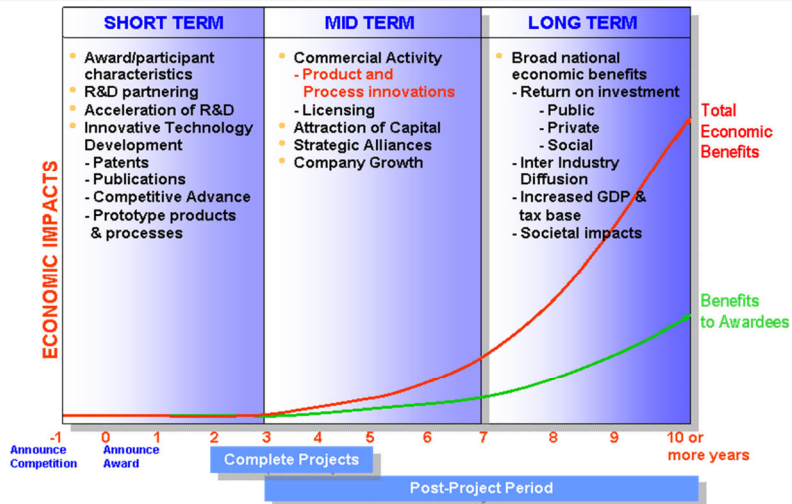 SHORT TERM
MID TERM
LONG TERM
Award/participant
characteristics
R&D partnering
Acceleration of R&D
Innovative Technology
Development
- Patents
- Publications
- Competitive Advance
- Prototype products
& processes
Commercial Activity
- Product and
Process innovations
- Licensing
Attraction of Capital
Strategic Alliances
Company Growth
Broad national
economic benefits
- Return on investment
- Public
- Private
- Social
- Inter Industry
Diffusion
- Increased GDP &
tax base
- Societal impacts
Total
Economic
Benefits
Benefits
to Awardees
ECONOMIC IMPACTS
-1 0 1 2 3 4 5 6 7 8 9 10 or
more years
Announce
Competition
Announce
Award
Complete Projects
Post-Project Period